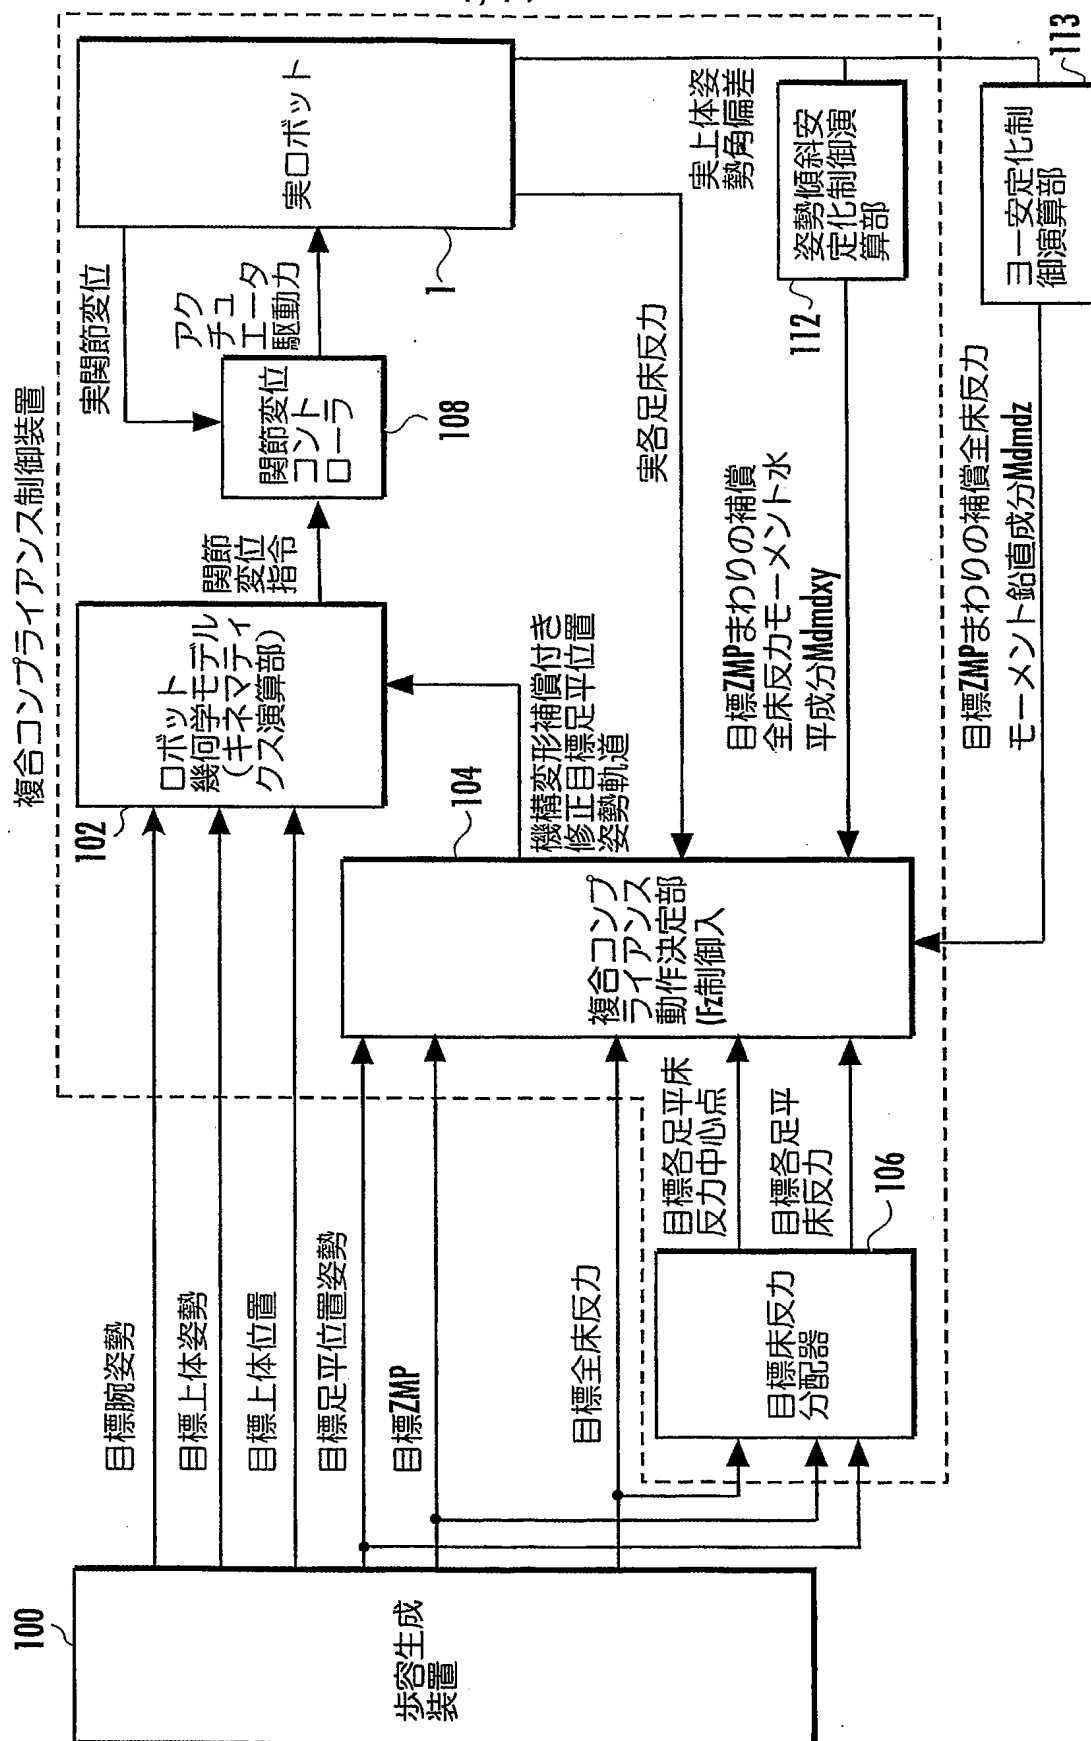 複合コンプライアンス制御装置
100
歩容生成
装置
目標腕姿勢
目標上体姿勢
目標上体位置
目標足平位置姿勢
目標ZMP
目標全床反力
目標床反力
分配器
106
目標各足平床
反力中心点
目標各足平
床反力
102
ロボット
幾何学モデル
(キネマティ
クス演算部)
104
複合コンプ
ライアンス
動作決定部
(Fz制御入
機構変形補償付き
修正目標足平位置
姿勢軌道
関節
変位
指令
関節変位
コント
ローラ
108
実関節変位
アク
チュ
エータ
駆動力
実ロボット
1
実各足床反力
実上体姿
勢角偏差
姿勢傾斜安
定化制御演
算部
112
目標ZMPまわりの補償
全床反力モーメント水
平成分Mdmdxy
ヨー安定化制
御演算部
113
目標ZMPまわりの補償全床反力
モーメント鉛直成分Mdmdz